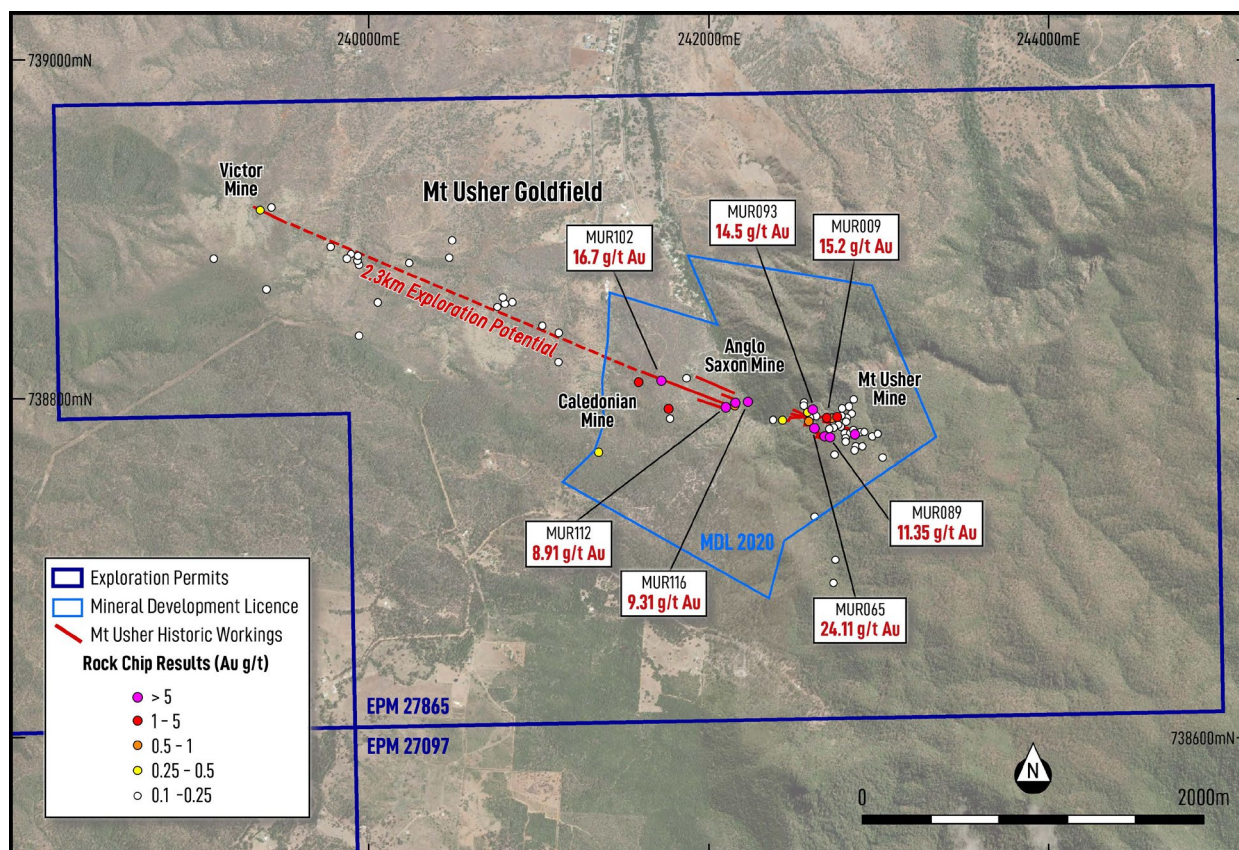 240000mE
242000mE
244000mE
739000mN
Victor
Mine
Mt Usher Goldfield
MUR102
16.7 g/t Au
MUR093
14.5 g/t Au
MUR009
15.2 g/t Au
2.3km Exploration Potential
Anglo
Saxon Mine
Mt Usher
Mine
738800mN
Caledonian
Mine
MUR112
8.91 g/t Au
MDL 2020
MUR089
11.35 g/t Au
MUR116
9.31 g/t Au
MUR065
24.11 g/t Au
Exploration Permits
Mineral Development Licence
Mt Usher Historic Workings
Rock Chip Results (Au g/t)
> 5
1 - 5
0.5 - 1
0.25 - 0.5
0.1 -0.25
EPM 27865
EPM 27097
738600mN
N
0
2000m